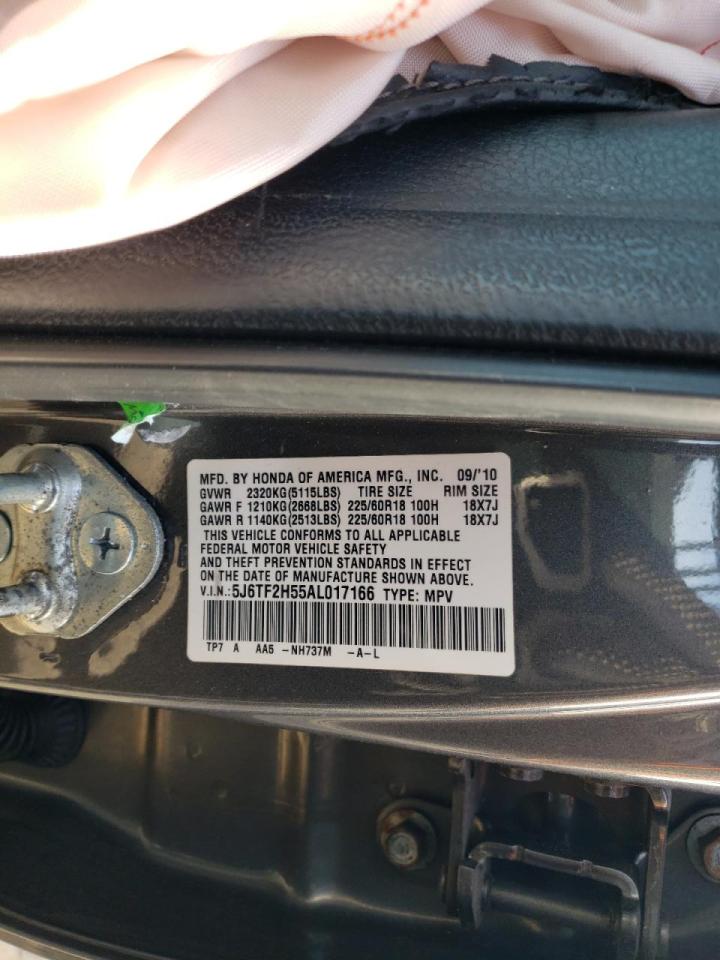 MFD. BY HONDA OF AMERICA MFG., INC. 09/'10
GVWR 2320KG(5115LBS) TIRE SIZE RIM SIZE
GAWR F 1210KG(2668LBS) 225/60R18 100H 18X7J
GAWR R 1140KG(2513LBS) 225/60R18 100H 18X7J
THIS VEHICLE CONFORMS TO ALL APPLICABLE
FEDERAL MOTOR VEHICLE SAFETY
AND THEFT PREVENTION STANDARDS IN EFFECT
ON THE DATE OF MANUFACTURE SHOWN ABOVE.
V.I.N.:5J6TF2H55AL017166 TYPE: MPV
TP7 A AA5 -NH737M -A-L